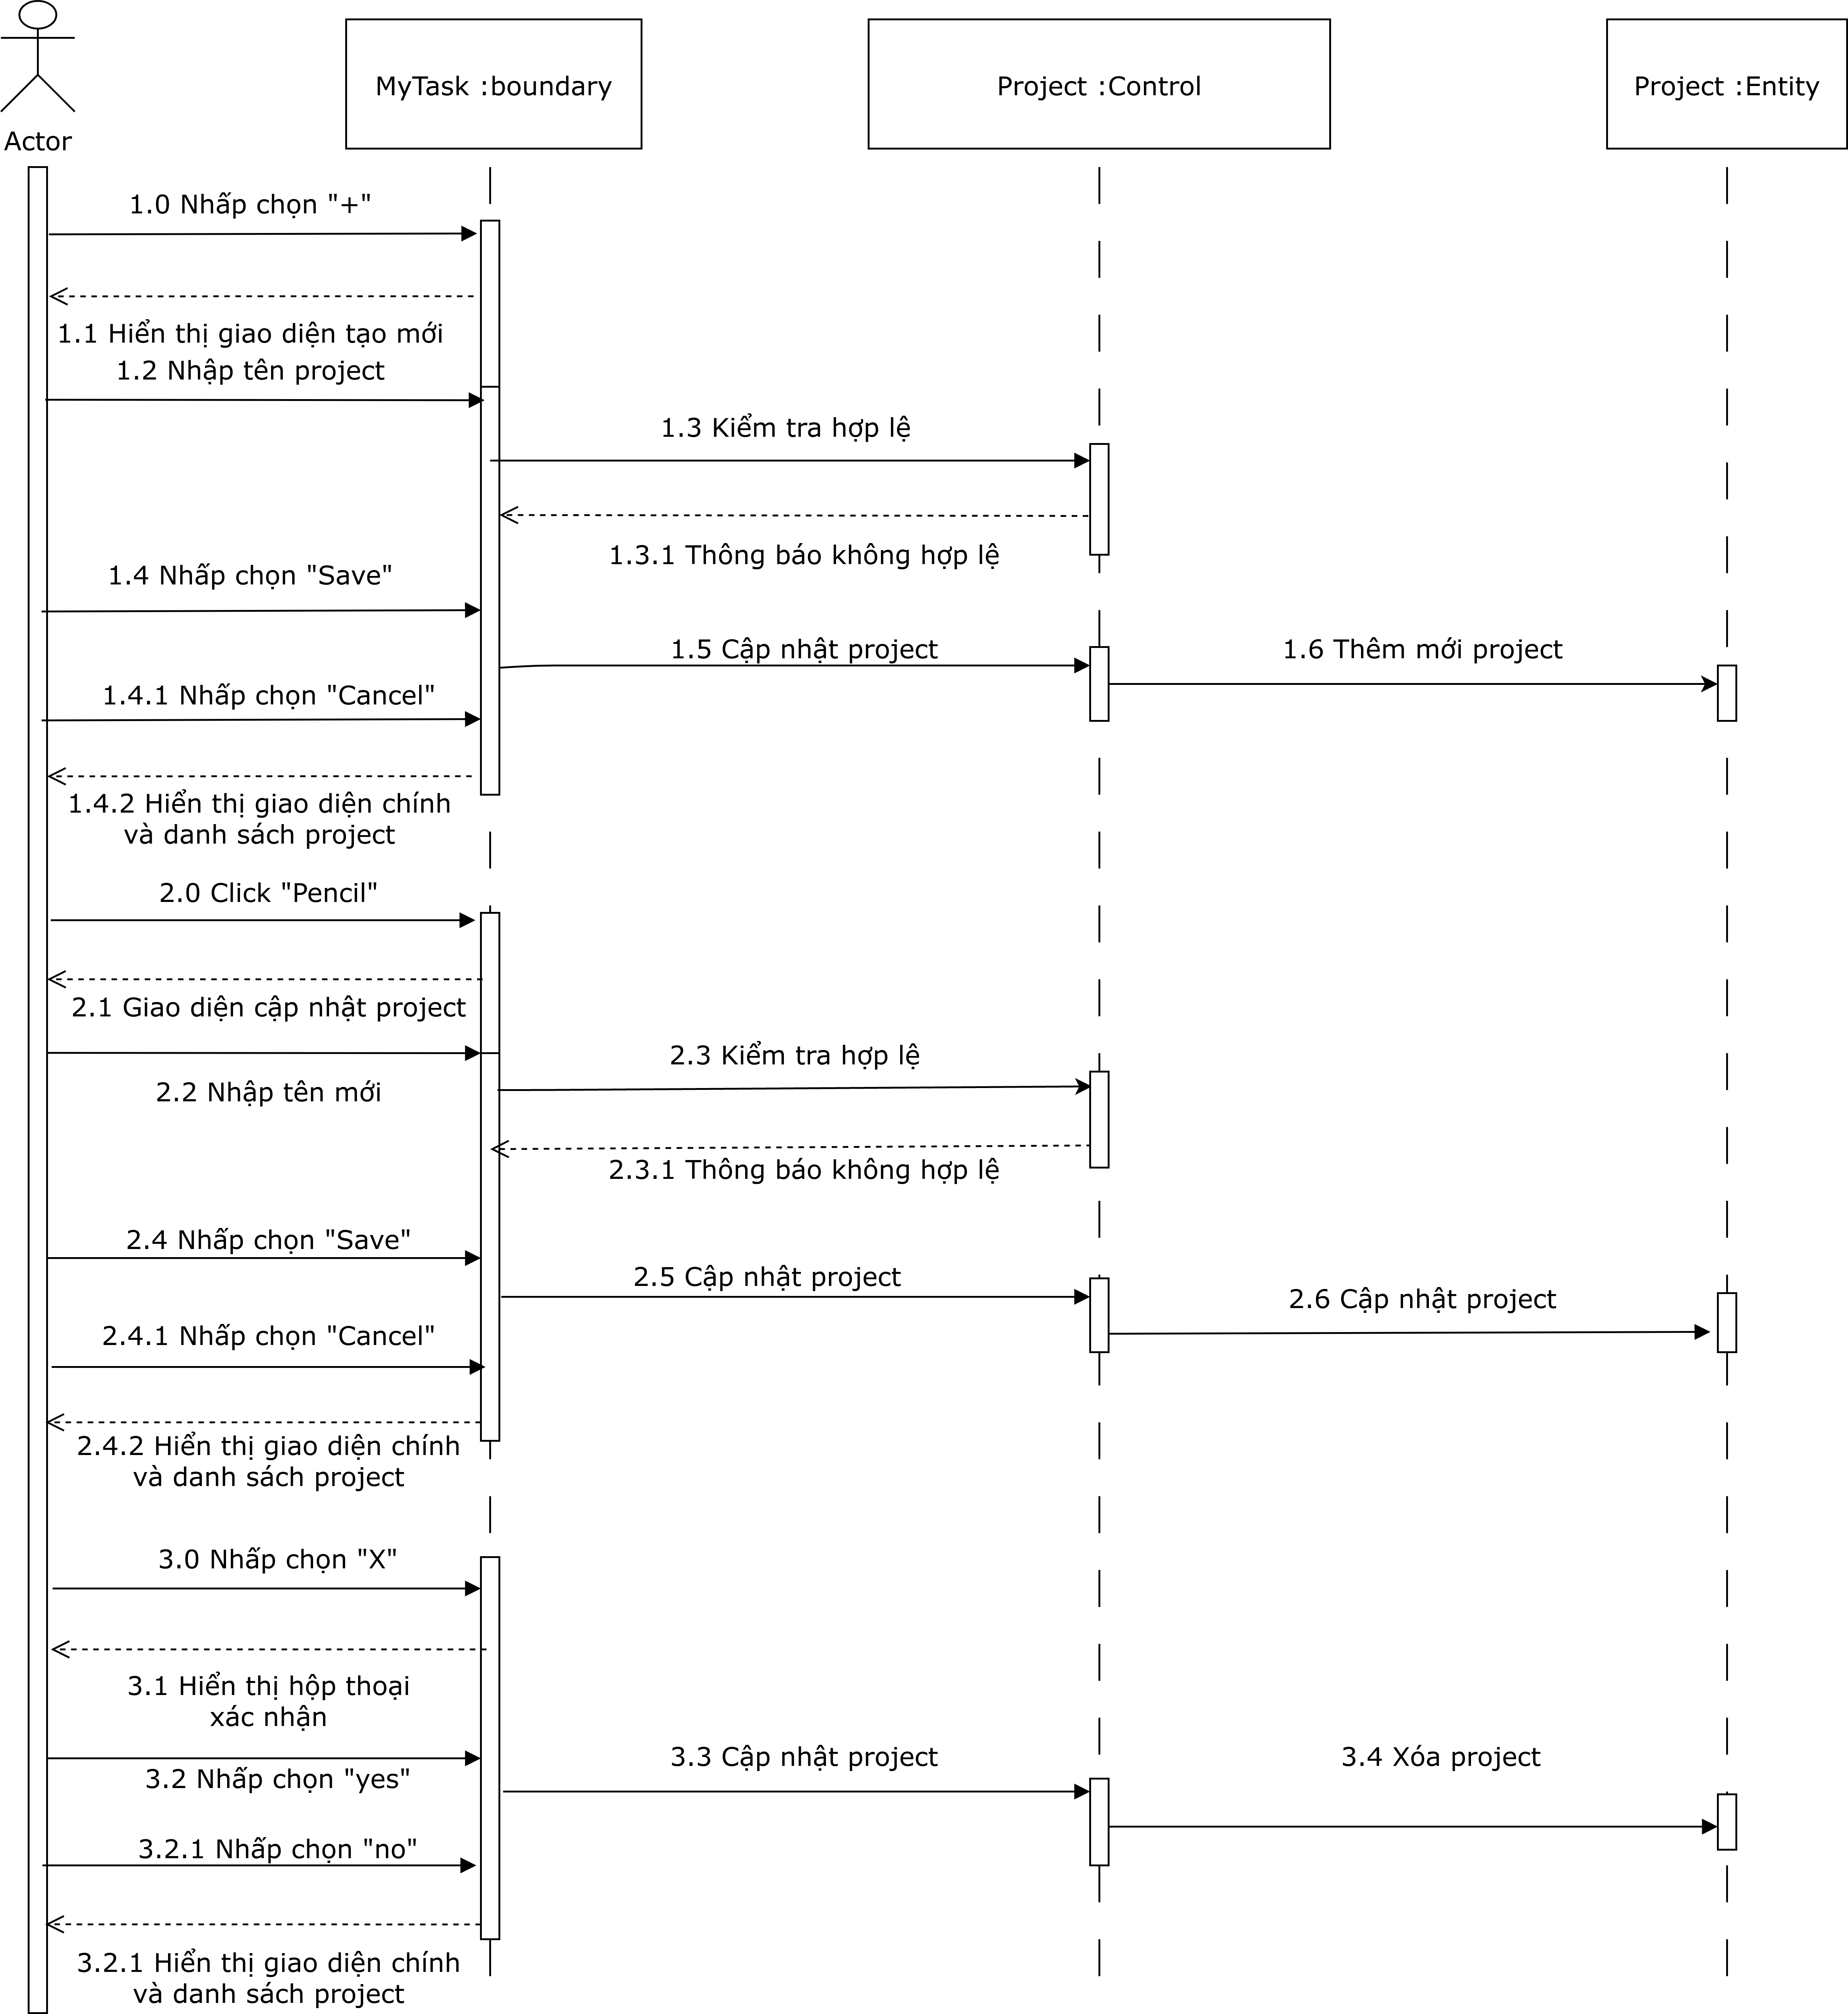 MyTask :boundary
Project :Control
Project :Entity
Actor
1.0 Nhấp chọn "+"
1.1 Hiển thị giao diện tạo mới
1.2 Nhập tên project
1.3 Kiểm tra hợp lệ
1.3.1 Thông báo không hợp lệ
1.4 Nhấp chọn "Save"
1.5 Cập nhật project
1.6 Thêm mới project
1.4.1 Nhấp chọn "Cancel"
1.4.2 Hiển thị giao diện chính
và danh sách project
2.0 Click "Pencil"
2.1 Giao diện cập nhật project
2.3 Kiểm tra hợp lệ
2.2 Nhập tên mới
2.3.1 Thông báo không hợp lệ
2.4 Nhấp chọn "Save"
2.5 Cập nhật project
2.6 Cập nhật project
2.4.1 Nhấp chọn "Cancel"
2.4.2 Hiển thị giao diện chính
và danh sách project
3.0 Nhấp chọn "X"
3.1 Hiển thị hộp thoại
xác nhận
3.3 Cập nhật project
3.4 Xóa project
3.2 Nhấp chọn "yes"
3.2.1 Nhấp chọn "no"
3.2.1 Hiển thị giao diện chính
và danh sách project